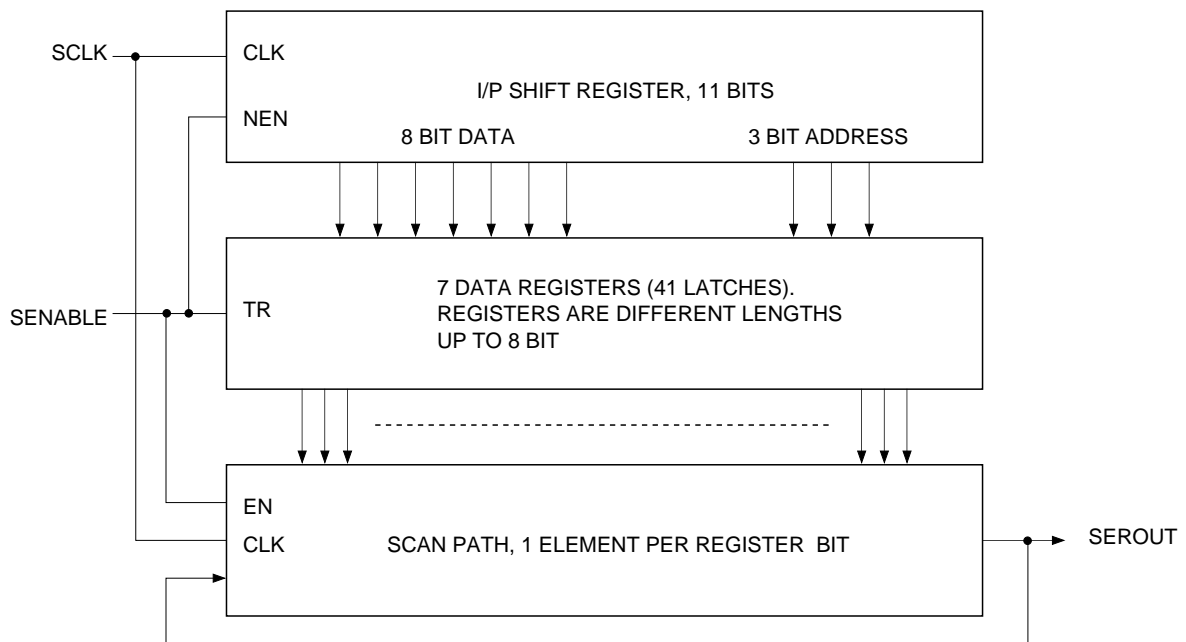 SCLK
CLK
I/P SHIFT REGISTER, 11 BITS
NEN
8 BIT DATA
3 BIT ADDRESS
SENABLE
TR
7 DATA REGISTERS (41 LATCHES).
REGISTERS ARE DIFFERENT LENGTHS
UP TO 8 BIT
EN
CLK
SCAN PATH, 1 ELEMENT PER REGISTER BIT
SEROUT